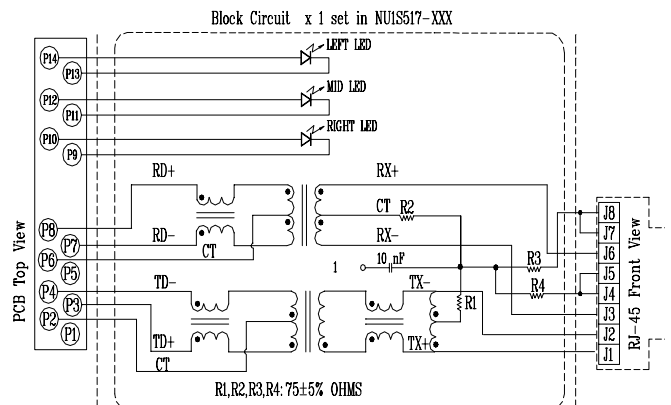 Block Circuit x 1 set in NU1S517-XXX
LEFT LED
P14
P13
MID LED
P12
P11
RIGHT LED
P10
P9
RD+
RX+
CT
R2
P8
J8
P7
RD-
RX-
J7
P6
CT
J6
P5
1
10 nF
R3
J5
P4
TD-
TX-
R4
J4
P3
R1
J3
P2
J2
P1
TD+
TX+
J1
CT
R1,R2,R3,R4:75±5% OHMS
PCB Top View
RJ-45 Front View